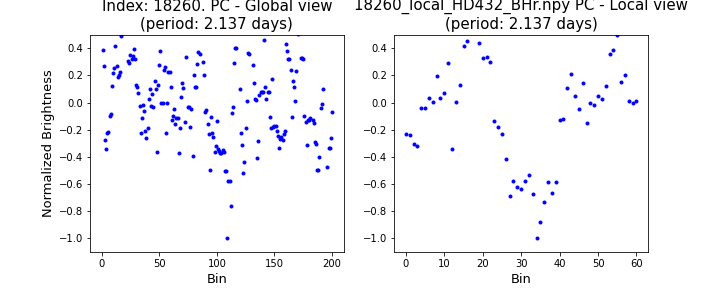 Index: 18260. PC - Global view
(period: 2.137 days)
18260_local_HD432_BHr.npy PC - Local view
(period: 2.137 days)
Normalized Brightness
0.4
0.2
0.0
−0.2
−0.4
−0.6
−0.8
−1.0
0 50 100 150 200
Bin
0.4
0.2
0.0
−0.2
−0.4
−0.6
−0.8
−1.0
0 10 20 30 40 50 60
Bin